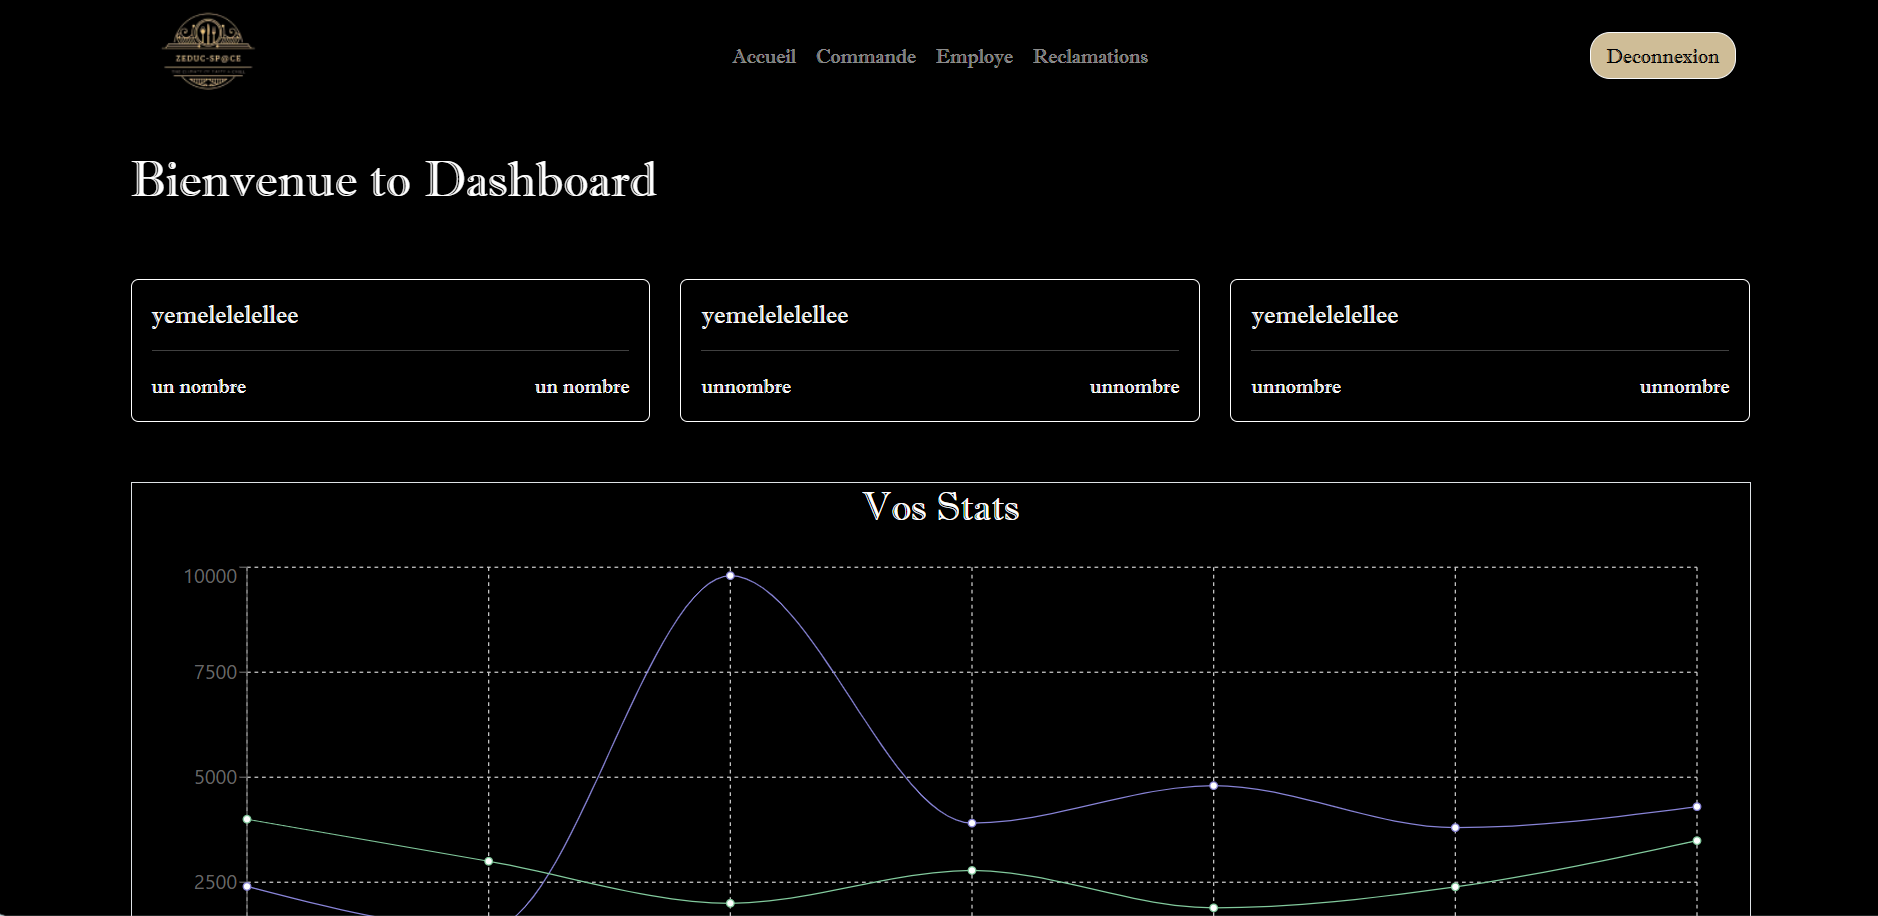 ZEDUC-SP@CE
Accueil Commande Employe Reclamations
Deconnexion
Bienvenue to Dashboard
yemelelelellee
un nombre un nombre
yemelelelellee
unnombre unnombre
yemelelelellee
unnombre unnombre
Vos Stats
10000
7500
5000
2500